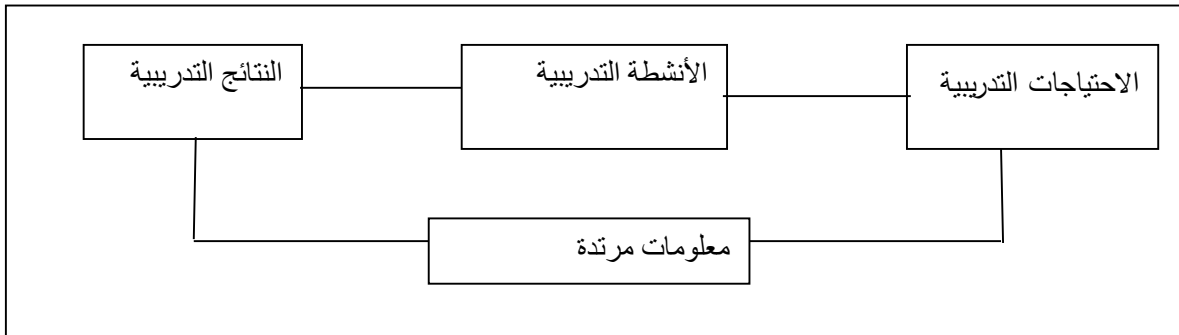 الاحتياجات التدريبية
الأنشطة التدريبية
النتائج التدريبية
معلومات مرتدة